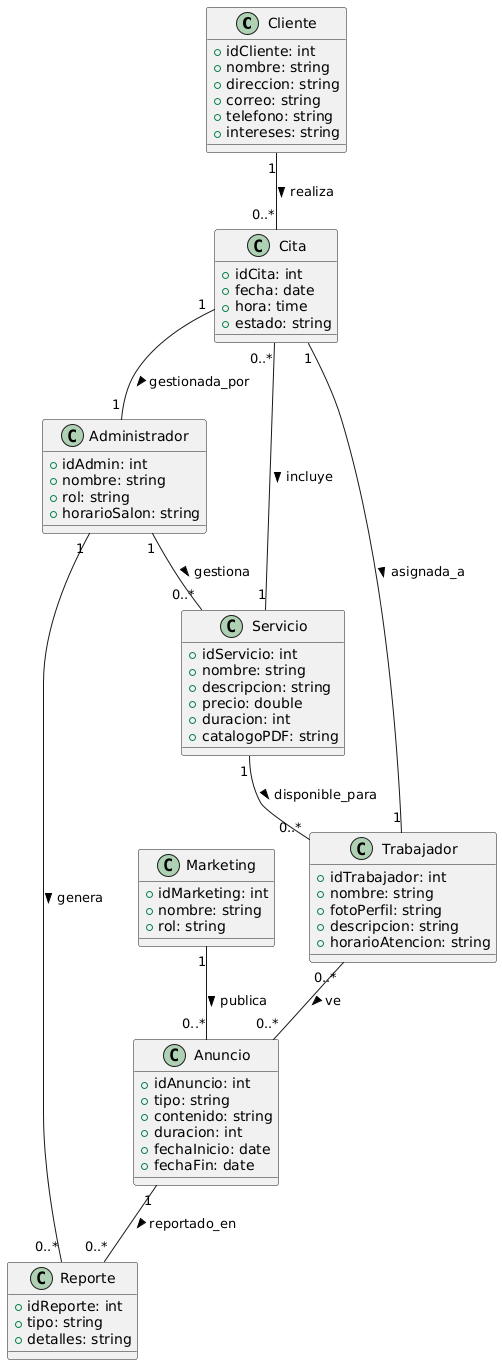 C Cliente
idCliente: int
nombre: string
direccion: string
correo: string
telefono: string
intereses: string
1
realiza
0..*
C Cita
idCita: int
fecha: date
hora: time
estado: string
1
0..*
1
gestionada_por
1
C Administrador
idAdmin: int
nombre: string
rol: string
horarioSalon: string
incluye
1
1
gestiona
asignada_a
0..*
1
C Servicio
idServicio: int
nombre: string
descripcion: string
precio: double
duracion: int
catalogoPDF: string
1
disponible_para
0..*
1
C Trabajador
idTrabajador: int
nombre: string
fotoPerfil: string
descripcion: string
horarioAtencion: string
C Marketing
idMarketing: int
nombre: string
rol: string
genera
1
0..*
publica
ve
0..*
0..*
C Anuncio
idAnuncio: int
tipo: string
contenido: string
duracion: int
fechaInicio: date
fechaFin: date
1
reportado_en
0..*
0..*
C Reporte
idReporte: int
tipo: string
detalles: string